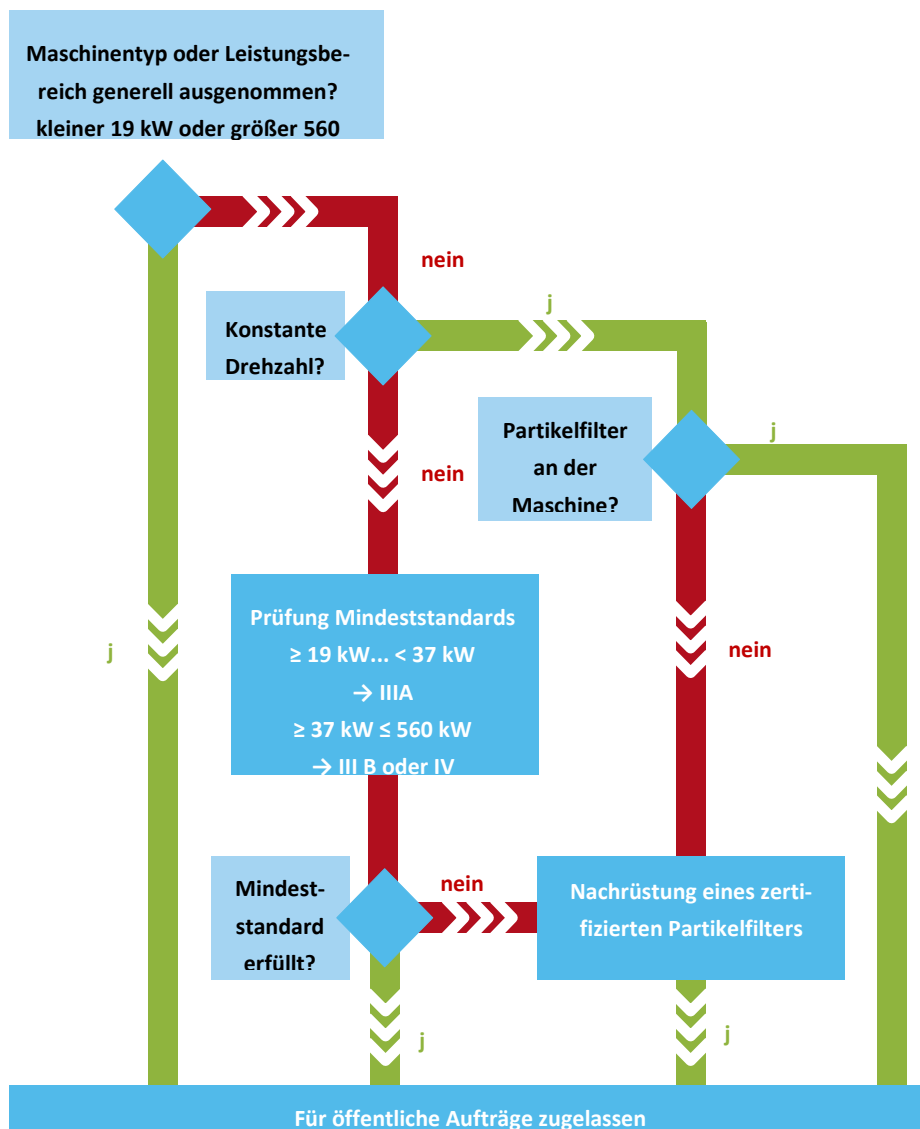 Maschinentyp oder Leistungsbe-
reich generell ausgenommen?
kleiner 19 kW oder größer 560
nein
j
Konstante
Drehzahl?
Partikelfilter
an der
Maschine?
j
nein
Prüfung Mindeststandards
≥ 19 kW... < 37 kW
→ IIIA
≥ 37 kW ≤ 560 kW
→ III B oder IV
j
nein
Mindest-
standard
erfüllt?
nein
Nachrüstung eines zerti-
fizierten Partikelfilters
j
j
Für öffentliche Aufträge zugelassen